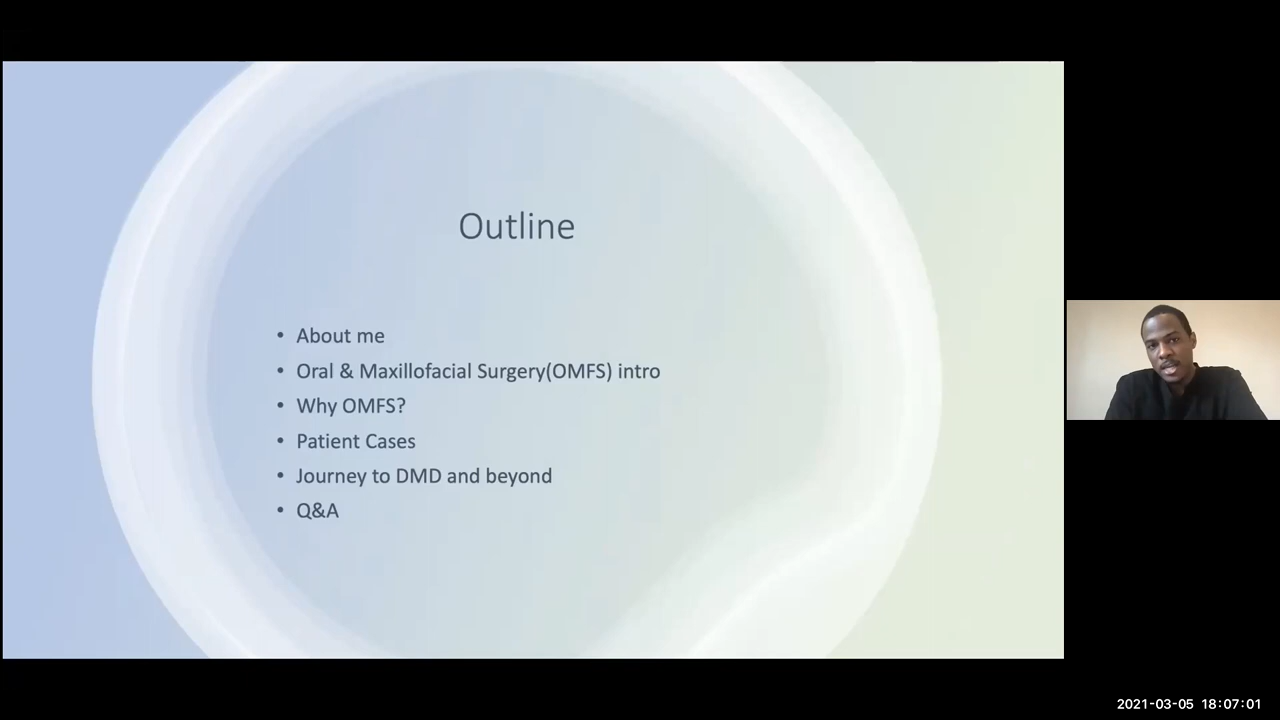 Outline
• About me
• Oral & Maxillofacial Surgery(OMFS) intro
• Why OMFS?
• Patient Cases
• Journey to DMD and beyond
• Q&A
2021-03-05 18:07:01